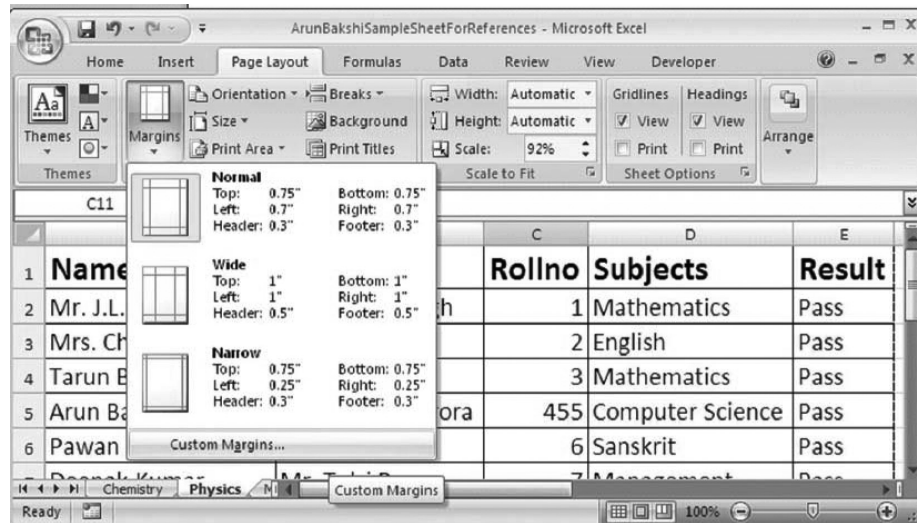 ArunBakshiSampleSheetForReferences - Microsoft Excel
Home Insert Page Layout Formulas Data Review View Developer
Aa Themes Margins Orientation Breaks Width: Automatic Gridlines Headings
A Size Background Height: Automatic View View Arrange
Print Area Print Titles Scale: 92% Print Print
Themes Scale to Fit Sheet Options
C11
Normal
Top: 0.75" Bottom: 0.75"
Left: 0.7" Right: 0.7"
Header: 0.3" Footer: 0.3"
Wide
Top: 1" Bottom: 1"
Left: 1" Right: 1"
Header: 0.5" Footer: 0.5"
Narrow
Top: 0.75" Bottom: 0.75"
Left: 0.25" Right: 0.25"
Header: 0.3" Footer: 0.3"
Custom Margins...
C D E
1 Name Rollno Subjects Result
2 Mr. J.L. h 1 Mathematics Pass
3 Mrs. Ch 2 English Pass
4 Tarun B 3 Mathematics Pass
5 Arun Ba ora 455 Computer Science Pass
6 Pawan 6 Sanskrit Pass
Chemistry Physics Custom Margins
Ready 100%